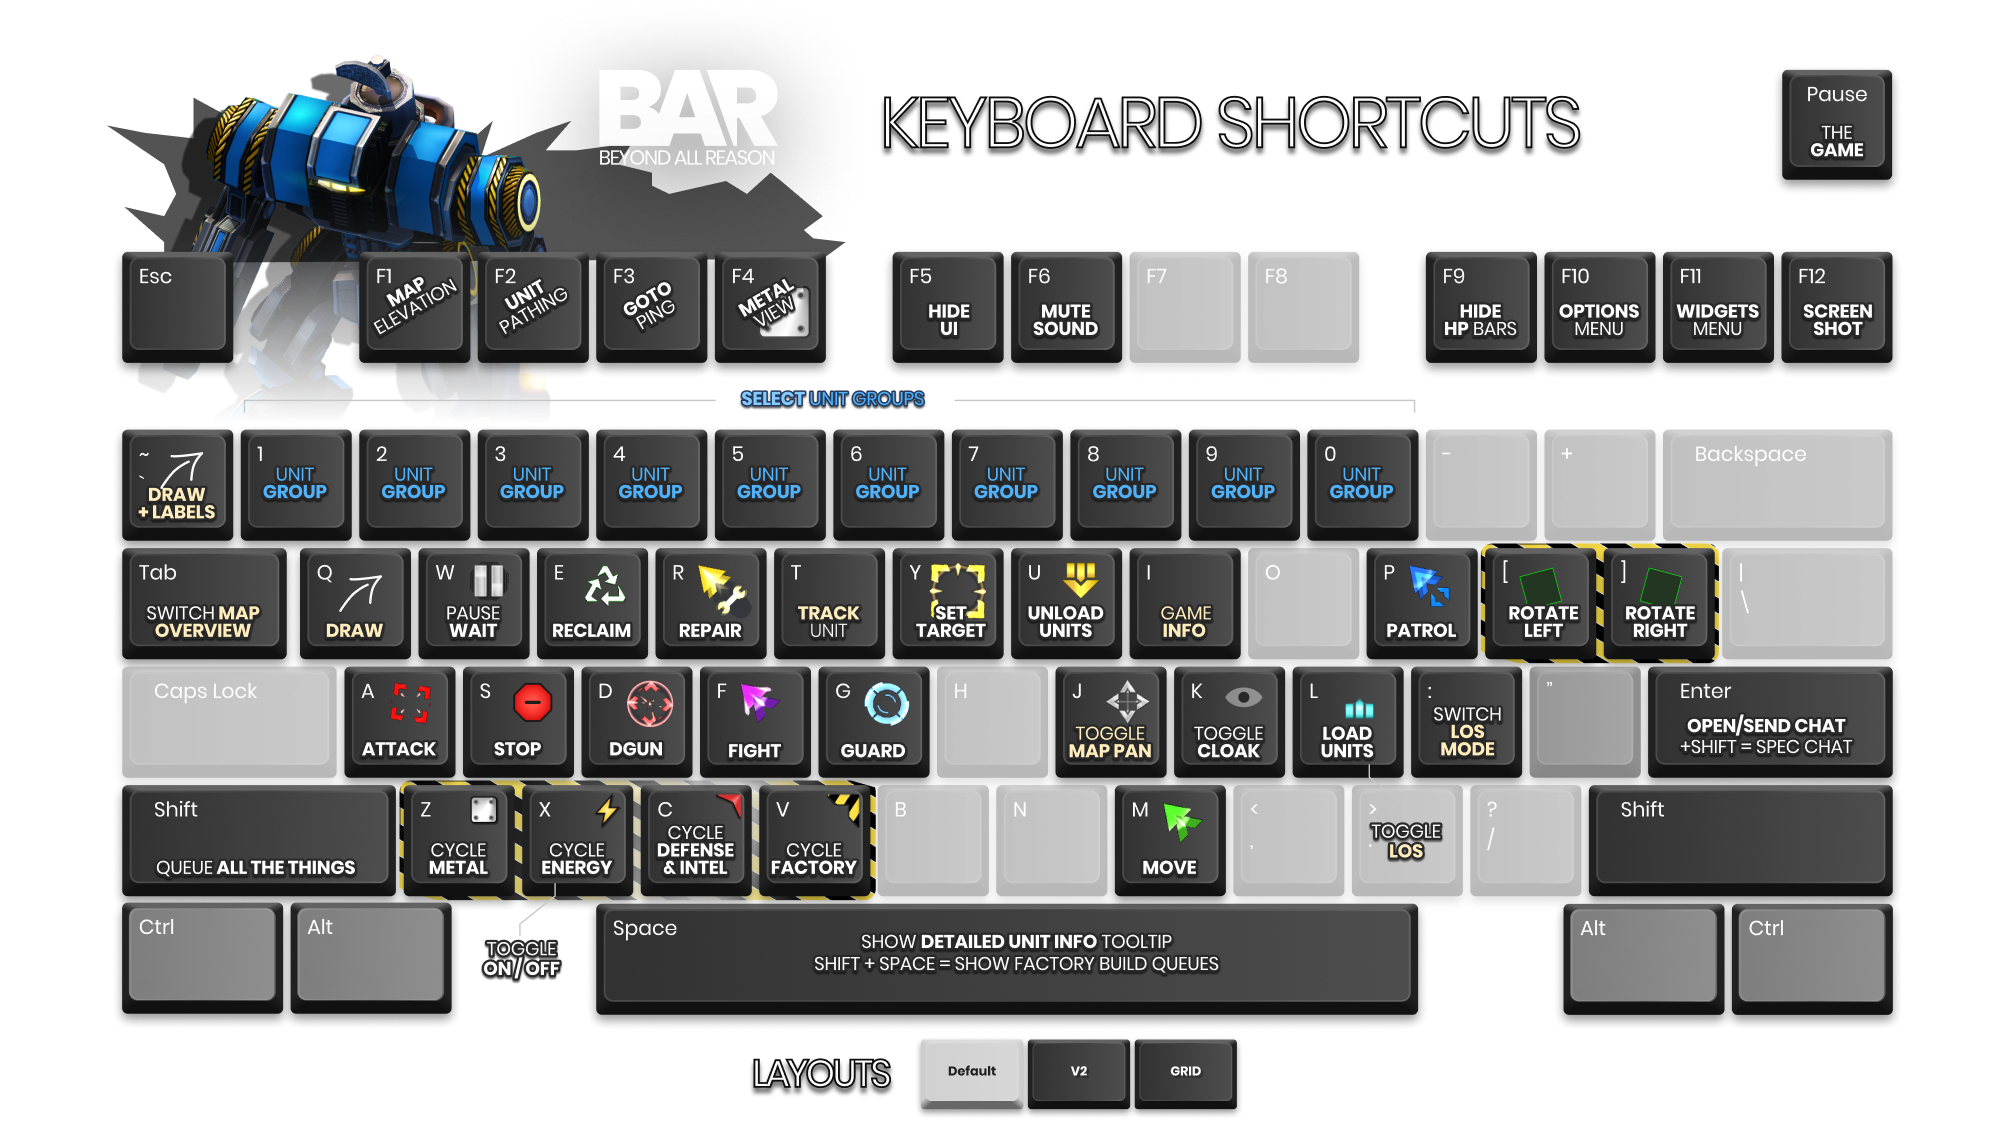 BAR
BEYOND ALL REASON
KEYBOARD SHORTCUTS
Pause
THE
GAME
Esc
F1
MAP
ELEVATION
F2
UNIT
PATHING
F3
GOTO
PING
F4
METAL
VIEW
F5
HIDE
UI
F6
MUTE
SOUND
F7
F8
F9
HIDE
HP BARS
F10
OPTIONS
MENU
F11
WIDGETS
MENU
F12
SCREEN
SHOT
SELECT UNIT GROUPS
~
`
DRAW
+ LABELS
1
UNIT
GROUP
2
UNIT
GROUP
3
UNIT
GROUP
4
UNIT
GROUP
5
UNIT
GROUP
6
UNIT
GROUP
7
UNIT
GROUP
8
UNIT
GROUP
9
UNIT
GROUP
0
UNIT
GROUP
-
+
Backspace
Tab
SWITCH MAP
OVERVIEW
Q
DRAW
W
PAUSE
WAIT
E
RECLAIM
R
REPAIR
T
TRACK
UNIT
Y
SET
TARGET
U
UNLOAD
UNITS
I
GAME
INFO
O
P
PATROL
[
ROTATE
LEFT
]
ROTATE
RIGHT
|
\
Caps Lock
A
ATTACK
S
STOP
D
DGUN
F
FIGHT
G
GUARD
H
J
TOGGLE
MAP PAN
K
TOGGLE
CLOAK
L
LOAD
UNITS
:
SWITCH
LOS
MODE
"
Enter
OPEN/SEND CHAT
+SHIFT = SPEC CHAT
Shift
QUEUE ALL THE THINGS
Z
CYCLE
METAL
X
CYCLE
ENERGY
C
CYCLE
DEFENSE
& INTEL
V
CYCLE
FACTORY
B
N
M
MOVE
<
,
>
.
TOGGLE
LOS
?
/
Shift
Ctrl
Alt
TOGGLE
ON/OFF
Space
SHOW DETAILED UNIT INFO TOOLTIP
SHIFT + SPACE = SHOW FACTORY BUILD QUEUES
Alt
Ctrl
LAYOUTS
Default
V2
GRID